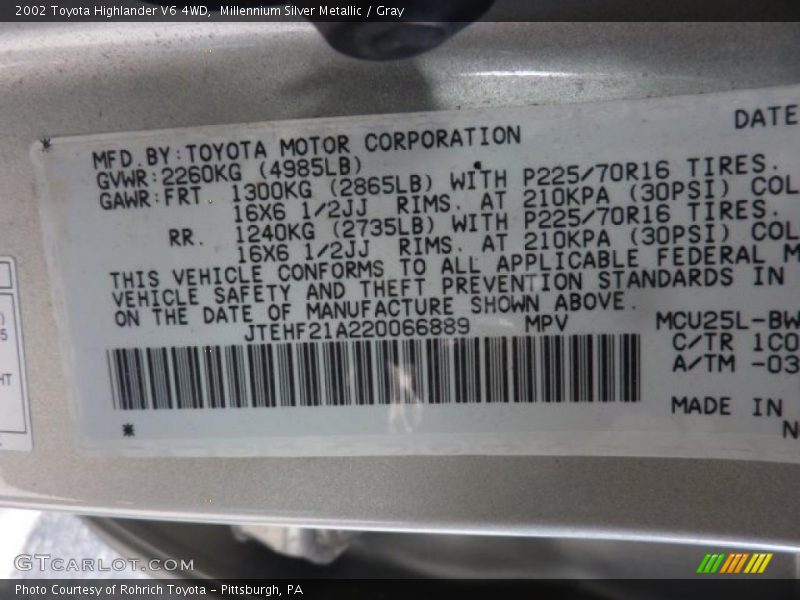 2002 Toyota Highlander V6 4WD,  Millennium Silver Metallic / Gray
DATE
MFD.BY:TOYOTA MOTOR CORPORATION
GVWR:2260KG (4985LB)
GAWR:FRT 1300KG (2865LB) WITH P225/70R16 TIRES.
16X6 1/2JJ RIMS. AT 210KPA (30PSI) COL
RR. 1240KG (2735LB) WITH P225/70R16 TIRES.
16X6 1/2JJ RIMS. AT 210KPA (30PSI) COL
THIS VEHICLE CONFORMS TO ALL APPLICABLE FEDERAL M
VEHICLE SAFETY AND THEFT PREVENTION STANDARDS IN
ON THE DATE OF MANUFACTURE SHOWN ABOVE.
JTEHF21A220066889 MPV MCU25L-BW
C/TR 1C0
A/TM -03
MADE IN
N
GTCarLot.com
Photo Courtesy of Rohrich Toyota - Pittsburgh, PA